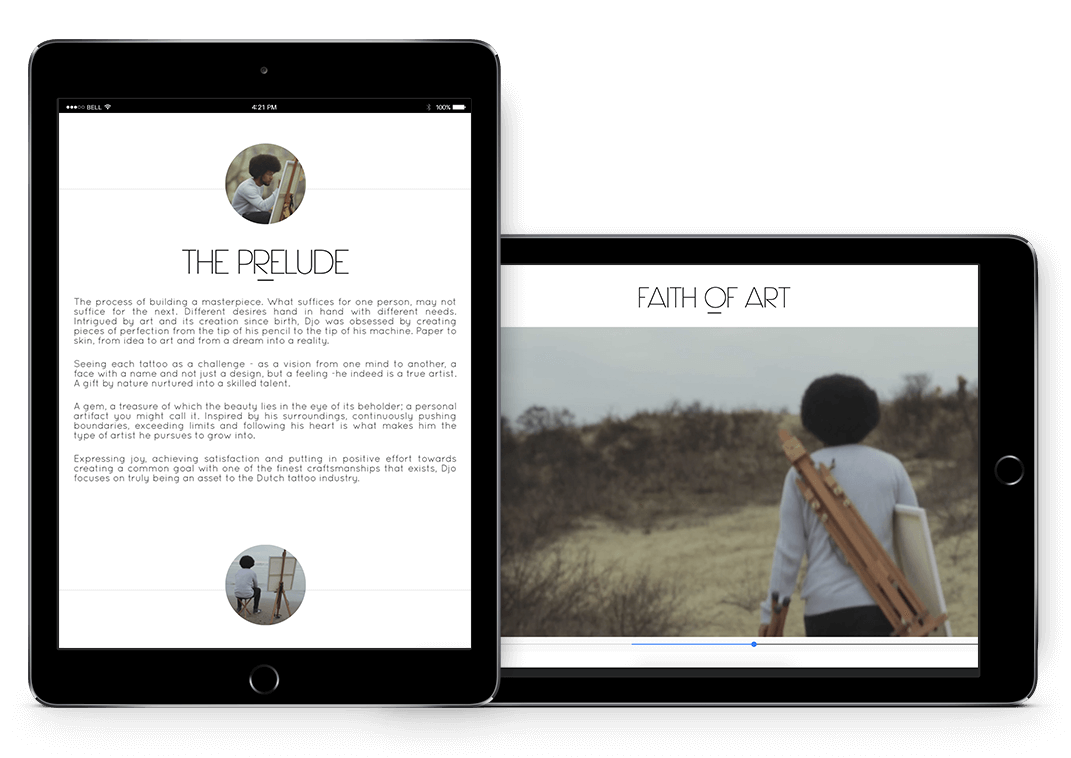 BELL 4:21 PM 100%
THE PRELUDE
The process of building a masterpiece. What suffices for one person, may not
suffice for the next. Different desires hand in hand with different needs.
Intrigued by art and its creation since birth, Djo was obsessed by creating
pieces of perfection from the tip of his pencil to the tip of his machine. Paper to
skin, from idea to art and from a dream into a reality.
Seeing each tattoo as a challenge - as a vision from one mind to another, a
face with a name and not just a design, but a feeling -he indeed is a true artist.
A gift by nature nurtured into a skilled talent.
A gem, a treasure of which the beauty lies in the eye of its beholder; a personal
artifact you might call it. Inspired by his surroundings, continuously pushing
boundaries, exceeding limits and following his heart is what makes him the
type of artist he pursues to grow into.
Expressing joy, achieving satisfaction and putting in positive effort towards
creating a common goal with one of the finest craftsmanships that exists, Djo
focuses on truly being an asset to the Dutch tattoo industry.
FAITH OF ART